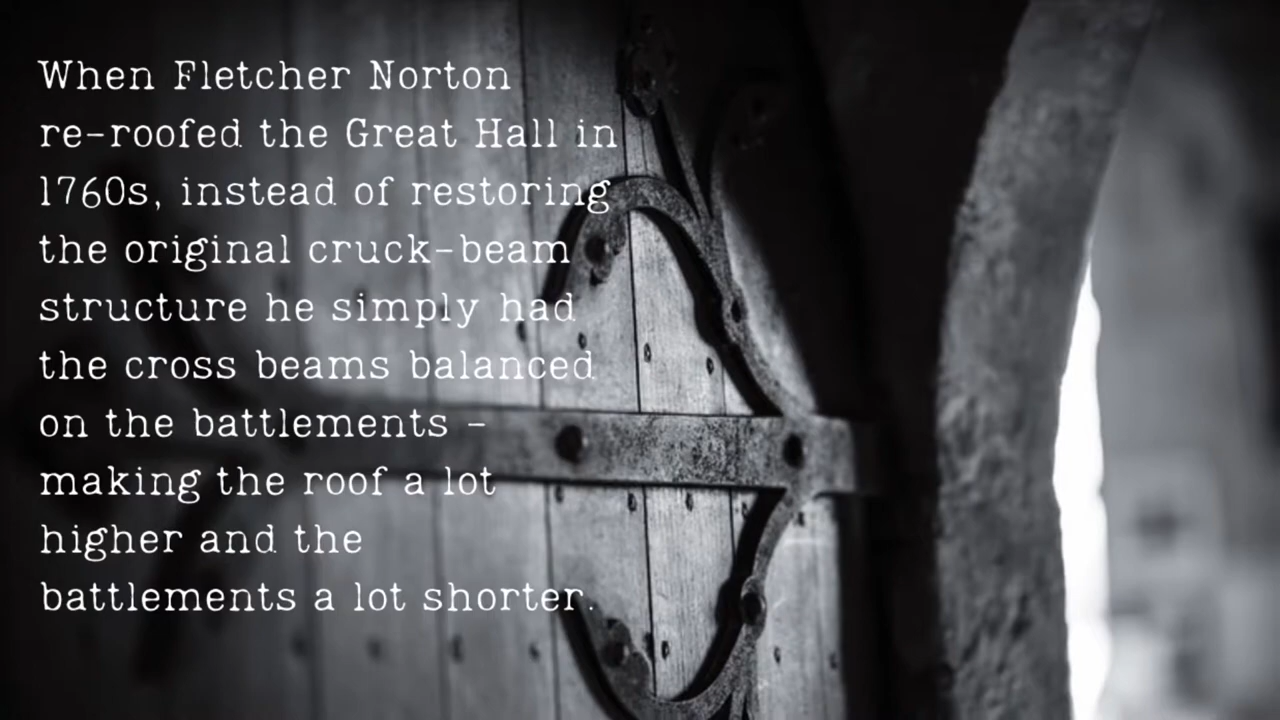 When Fletcher Norton
re-roofed the Great Hall in
1760s, instead of restoring
the original cruck-beam
structure he simply had
the cross beams balanced
on the battlements -
making the roof a lot
higher and the
battlements a lot shorter.